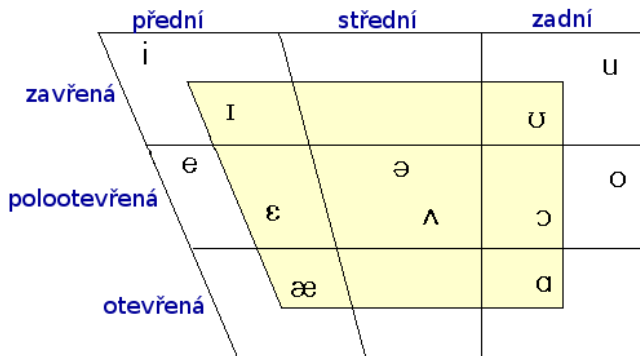 přední střední zadní
i u
zavřená
ɪ ʊ
e ə o
polootevřená
ɛ ʌ ɔ
æ ɑ
otevřená